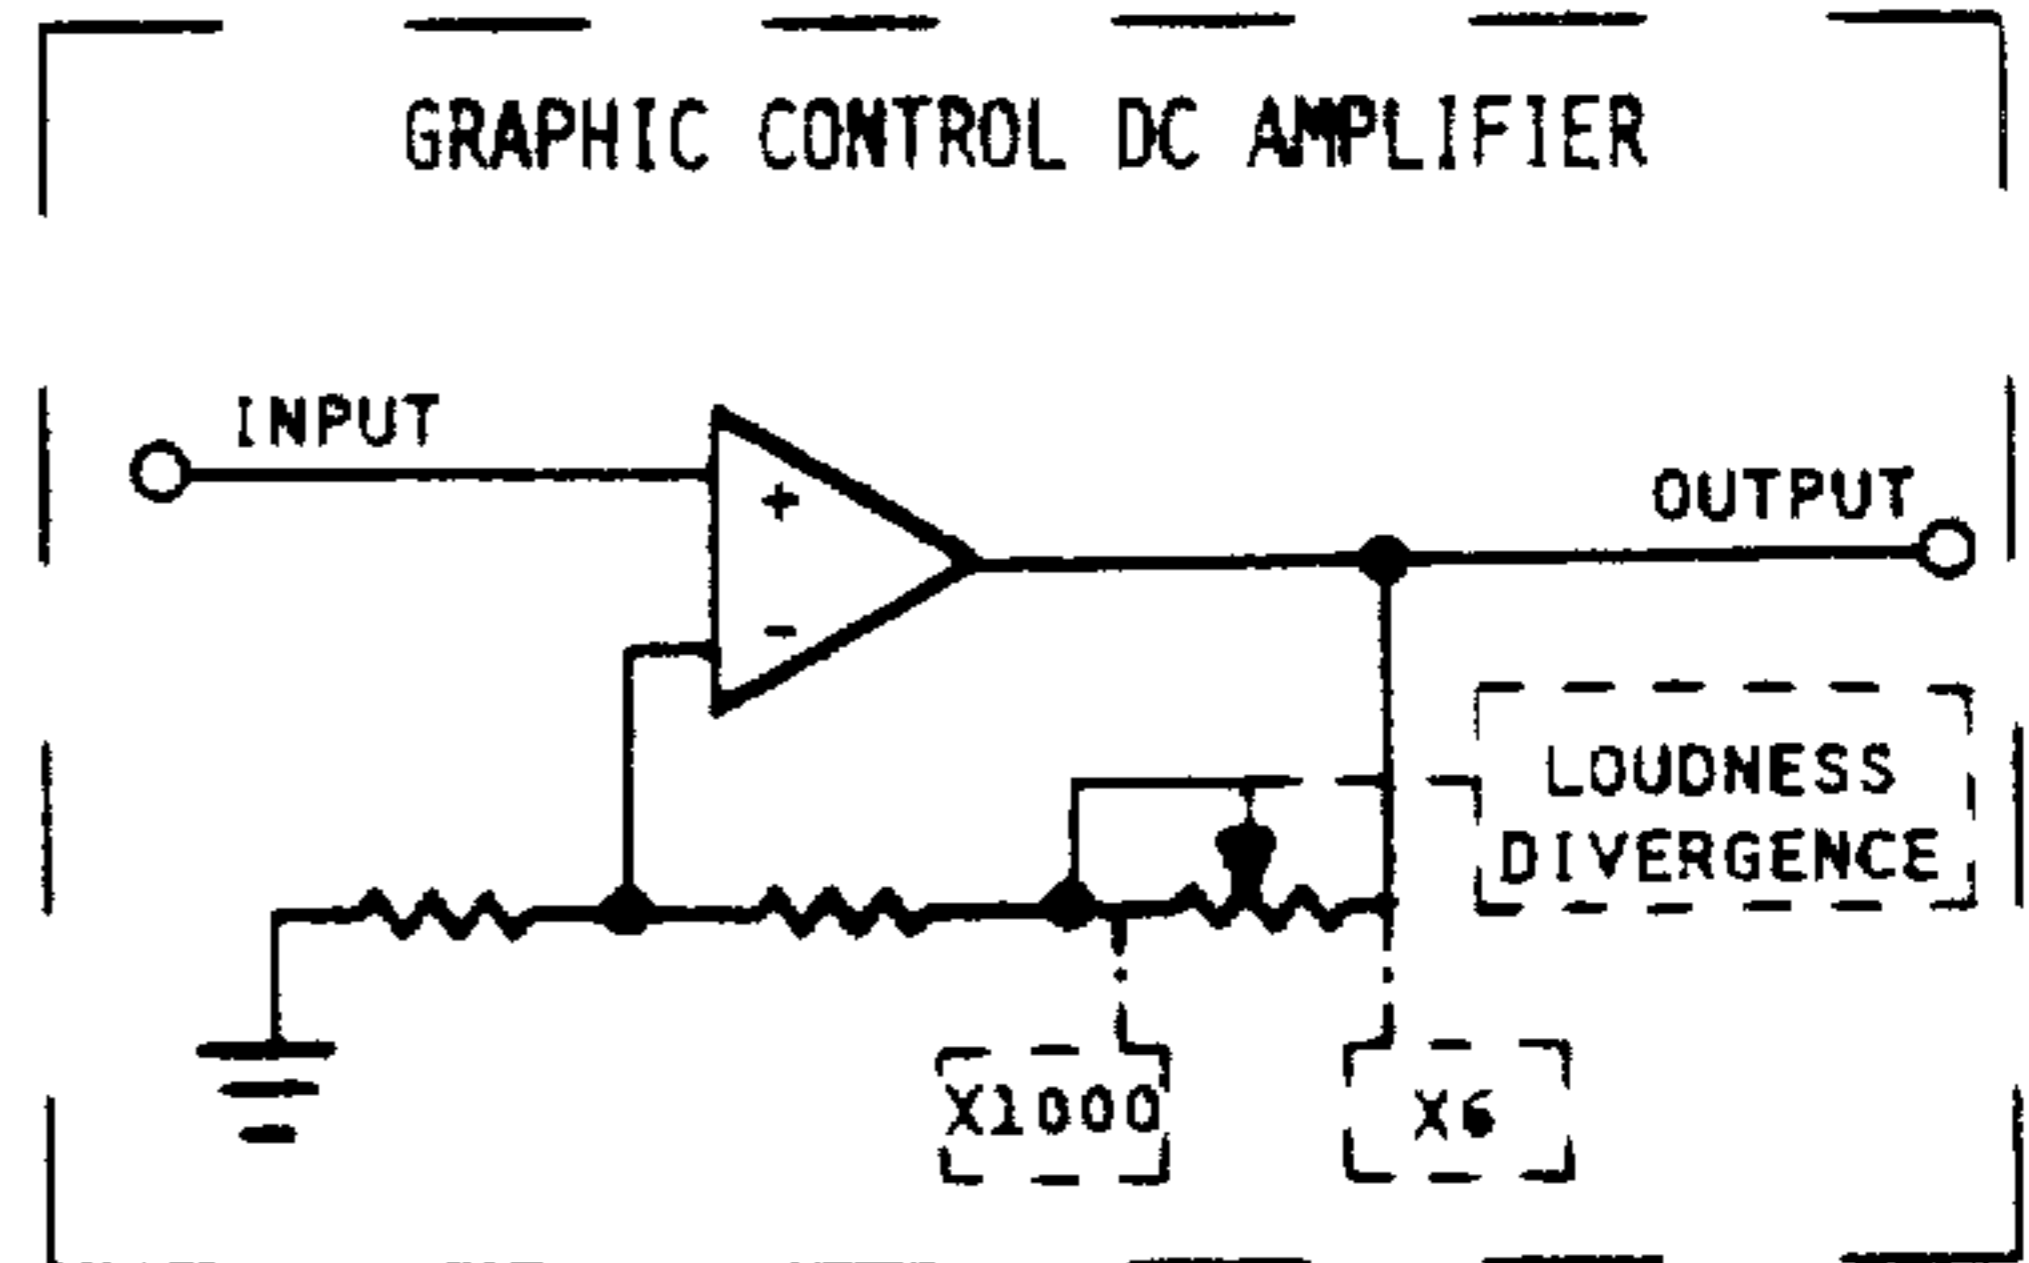 GRAPHIC CONTROL DC AMPLIFIER
INPUT
+
OUTPUT
-
LOUDNESS
DIVERGENCE
X1000
X6